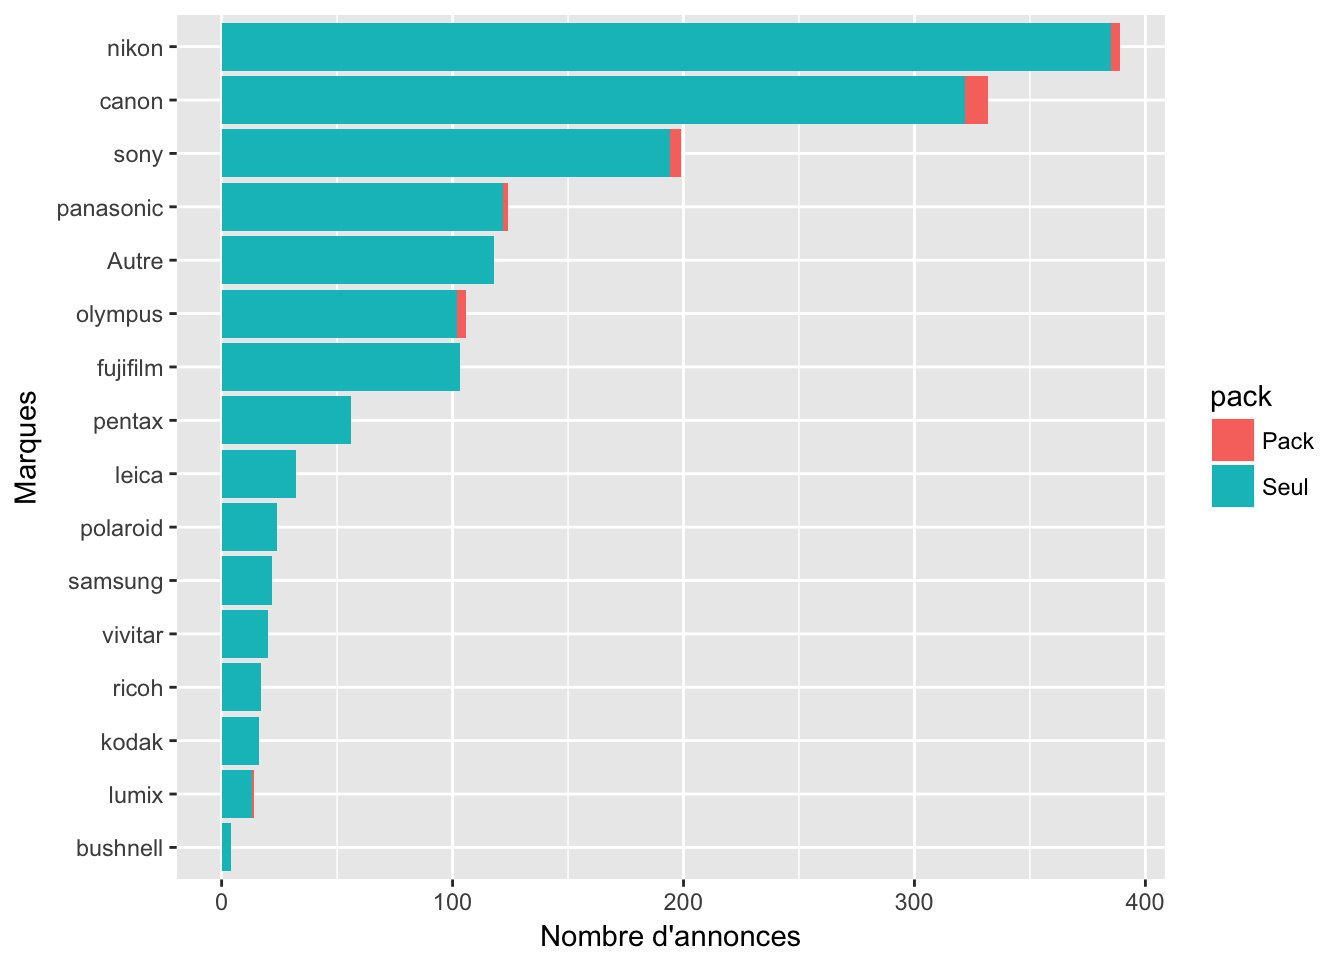 nikon
canon
sony
panasonic
Autre
olympus
fujifilm
pentax
leica
polaroid
samsung
vivitar
ricoh
kodak
lumix
bushnell
Marques
0 100 200 300 400
Nombre d'annonces
pack
Pack
Seul